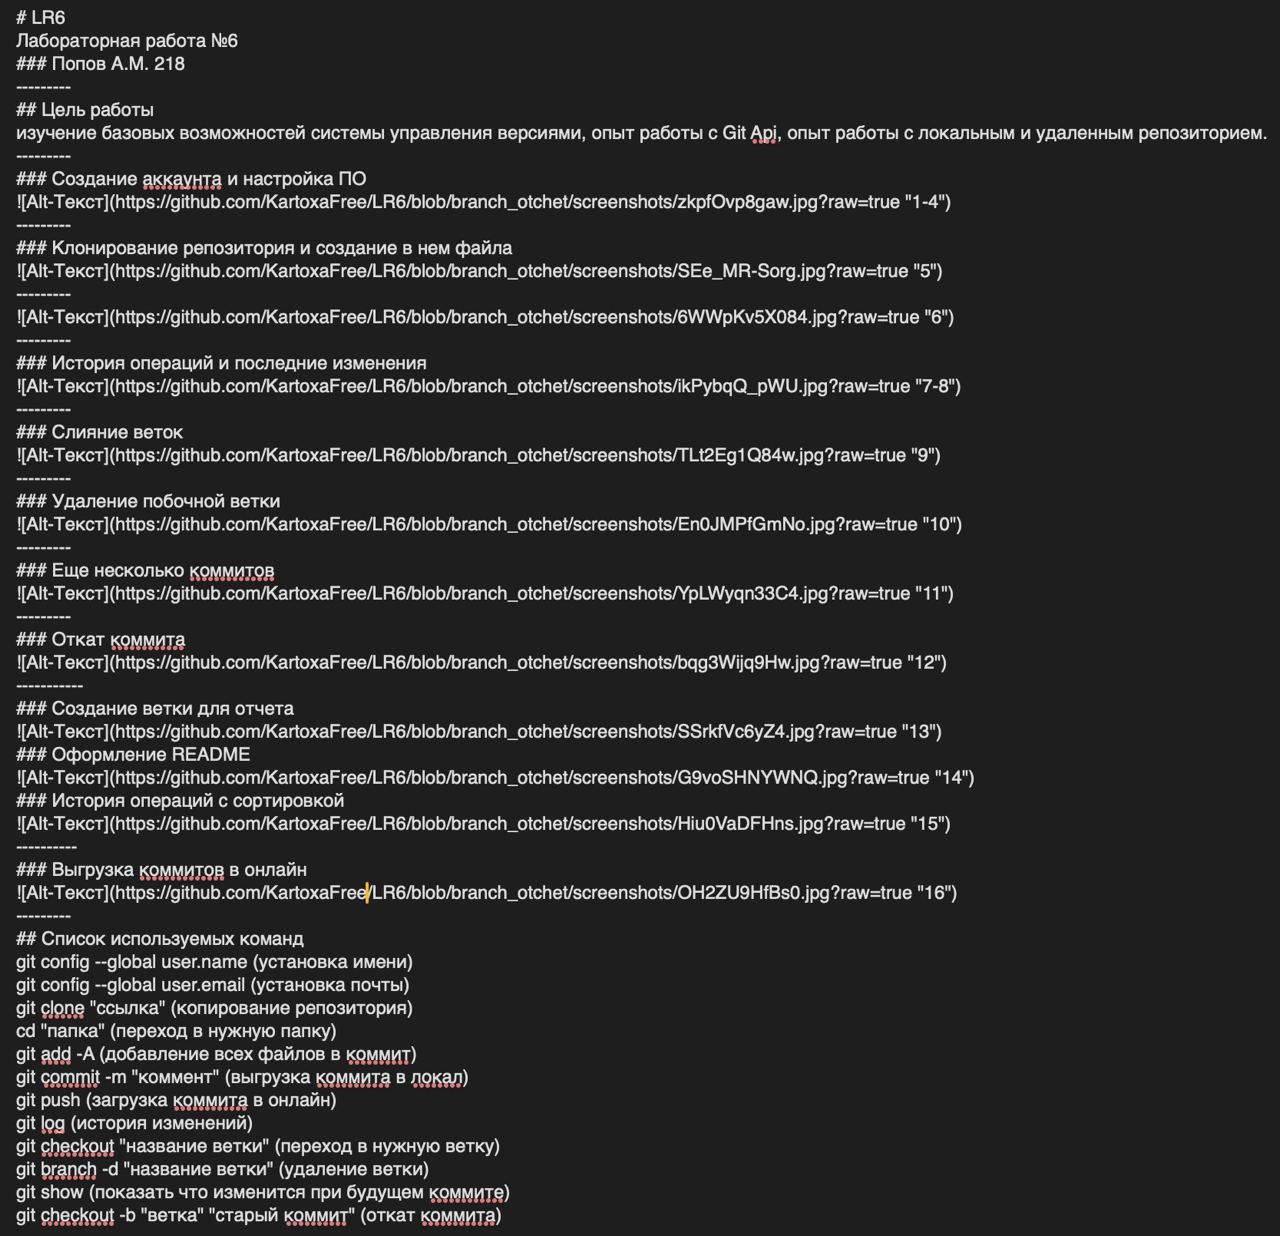 # LR6
Лабораторная работа №6
### Попов А.М. 218
---------
## Цель работы
изучение базовых возможностей системы управления версиями, опыт работы с Git Api, опыт работы с локальным и удаленным репозиторием.
---------
### Создание аккаунта и настройка ПО
![Alt-Текст](https://github.com/KartoxaFree/LR6/blob/branch_otchet/screenshots/zkpfOvp8gaw.jpg?raw=true "1-4")
---------
### Клонирование репозитория и создание в нем файла
![Alt-Текст](https://github.com/KartoxaFree/LR6/blob/branch_otchet/screenshots/SEe_MR-Sorg.jpg?raw=true "5")
---------
![Alt-Текст](https://github.com/KartoxaFree/LR6/blob/branch_otchet/screenshots/6WWpKv5X084.jpg?raw=true "6")
---------
### История операций и последние изменения
![Alt-Текст](https://github.com/KartoxaFree/LR6/blob/branch_otchet/screenshots/ikPybqQ_pWU.jpg?raw=true "7-8")
---------
### Слияние веток
![Alt-Текст](https://github.com/KartoxaFree/LR6/blob/branch_otchet/screenshots/TLt2Eg1Q84w.jpg?raw=true "9")
---------
### Удаление побочной ветки
![Alt-Текст](https://github.com/KartoxaFree/LR6/blob/branch_otchet/screenshots/En0JMPfGmNo.jpg?raw=true "10")
---------
### Еще несколько коммитов
![Alt-Текст](https://github.com/KartoxaFree/LR6/blob/branch_otchet/screenshots/YpLWyqn33C4.jpg?raw=true "11")
---------
### Откат коммита
![Alt-Текст](https://github.com/KartoxaFree/LR6/blob/branch_otchet/screenshots/bqg3Wijq9Hw.jpg?raw=true "12")
-----------
### Создание ветки для отчета
![Alt-Текст](https://github.com/KartoxaFree/LR6/blob/branch_otchet/screenshots/SSrkfVc6yZ4.jpg?raw=true "13")
### Оформление README
![Alt-Текст](https://github.com/KartoxaFree/LR6/blob/branch_otchet/screenshots/G9voSHNYWNQ.jpg?raw=true "14")
### История операций с сортировкой
![Alt-Текст](https://github.com/KartoxaFree/LR6/blob/branch_otchet/screenshots/Hiu0VaDFHns.jpg?raw=true "15")
----------
### Выгрузка коммитов в онлайн
![Alt-Текст](https://github.com/KartoxaFree/LR6/blob/branch_otchet/screenshots/OH2ZU9HfBs0.jpg?raw=true "16")
---------
## Список используемых команд
git config --global user.name (установка имени)
git config --global user.email (установка почты)
git clone "ссылка" (копирование репозитория)
cd "папка" (переход в нужную папку)
git add -A (добавление всех файлов в коммит)
git commit -m "коммент" (выгрузка коммита в локал)
git push (загрузка коммита в онлайн)
git log (история изменений)
git checkout "название ветки" (переход в нужную ветку)
git branch -d "название ветки" (удаление ветки)
git show (показать что изменится при будущем коммите)
git checkout -b "ветка" "старый коммит" (откат коммита)